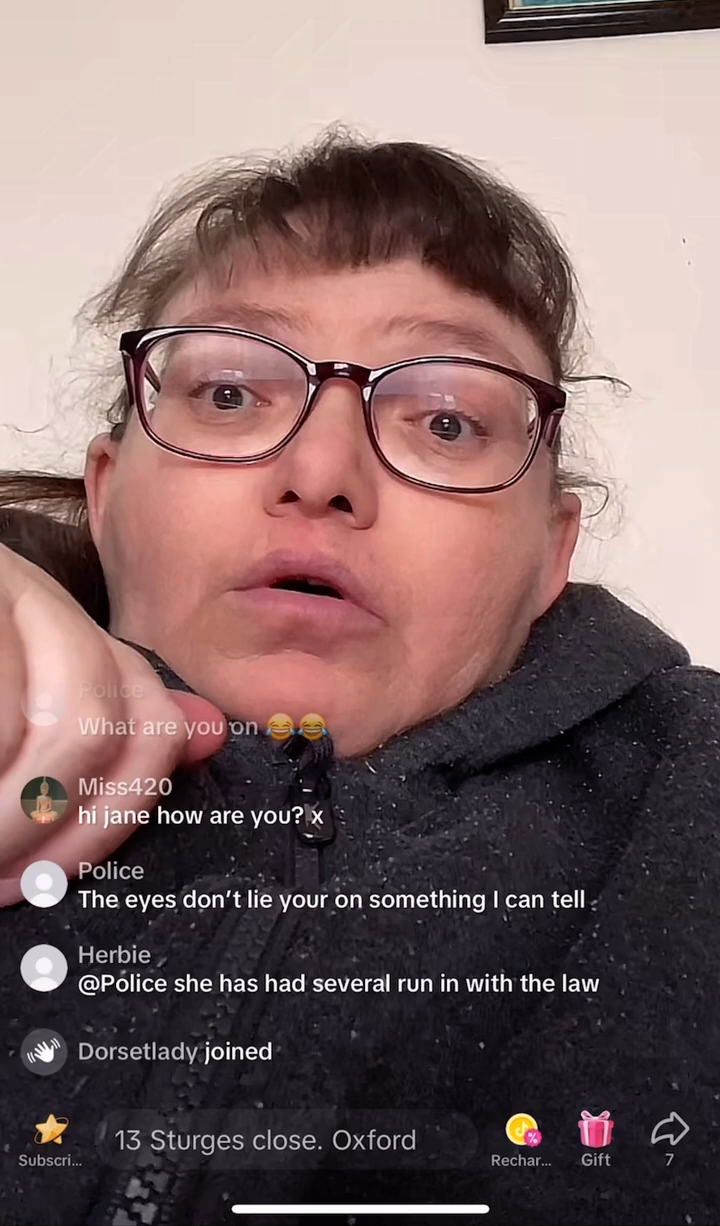 Police
What are you on 😂😂
Miss420
hi jane how are you? x
Police
The eyes don’t lie your on something I can tell
Herbie
@Police she has had several run in with the law
Dorsetlady joined
13 Sturges close. Oxford
Subscri...
Rechar...
Gift
7